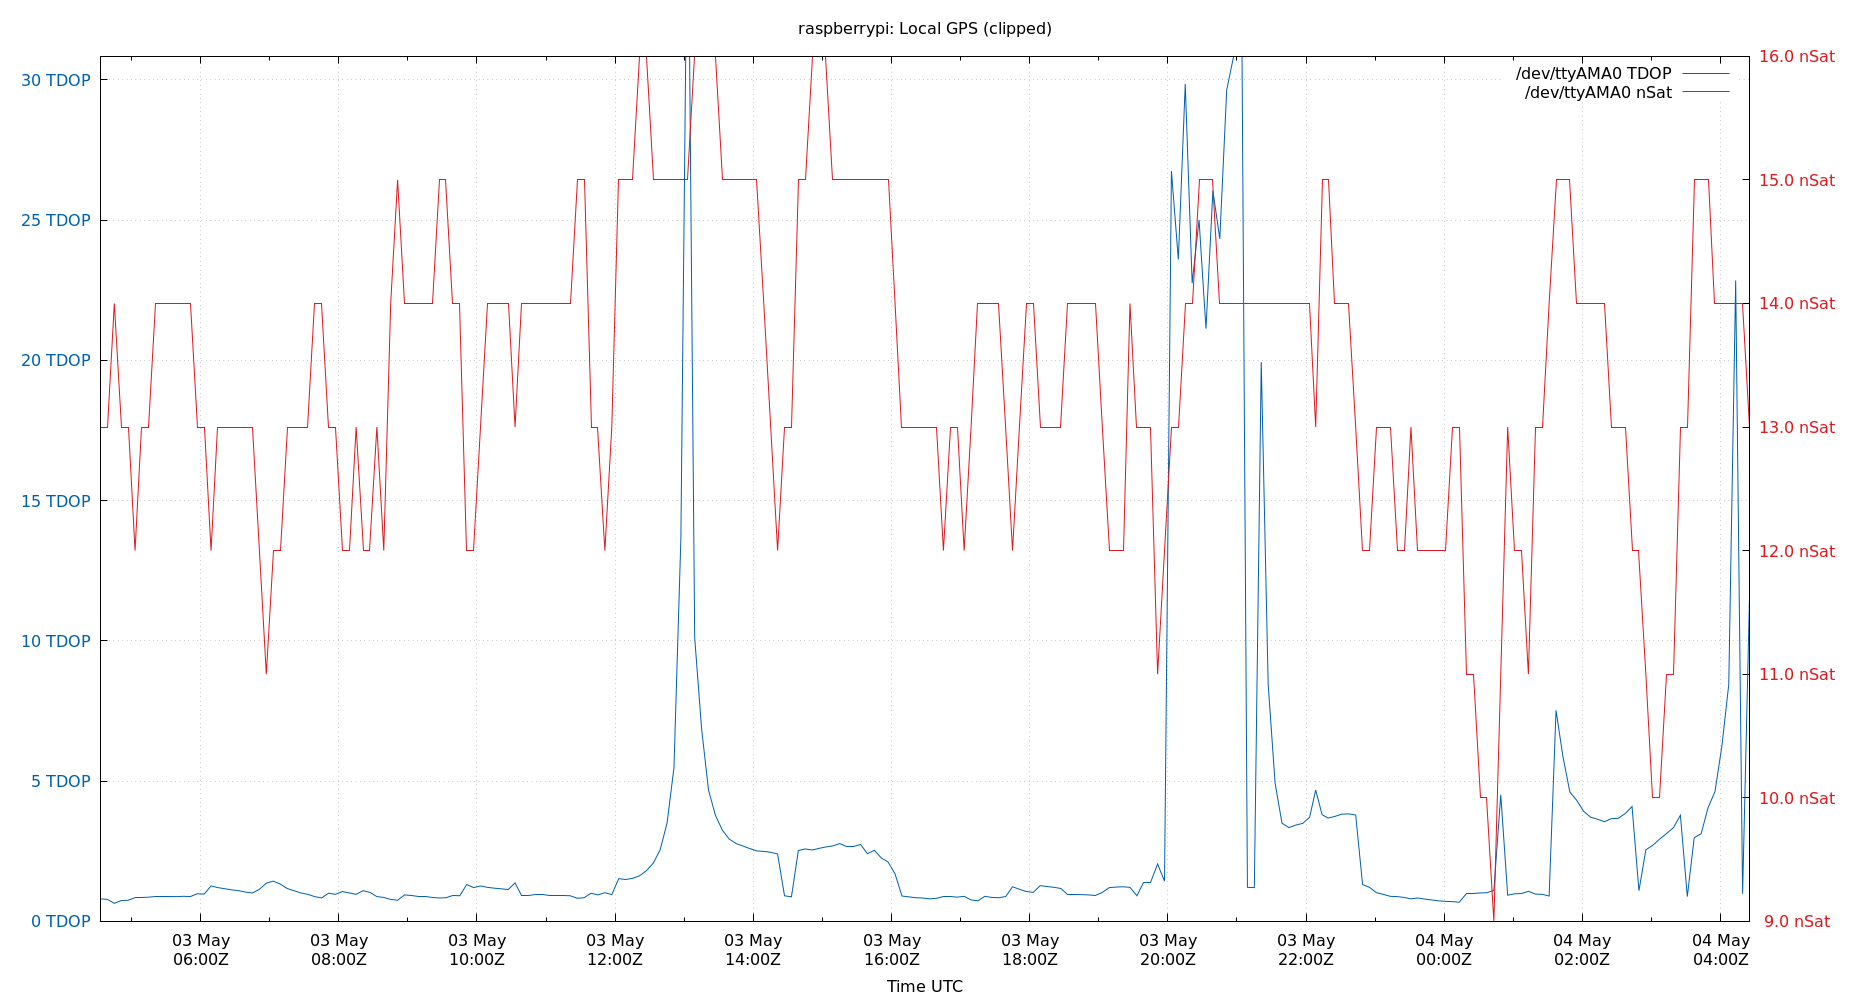 raspberrypi: Local GPS (clipped)
30 TDOP
25 TDOP
20 TDOP
15 TDOP
10 TDOP
5 TDOP
0 TDOP
16.0 nSat
15.0 nSat
14.0 nSat
13.0 nSat
12.0 nSat
11.0 nSat
10.0 nSat
9.0 nSat
/dev/ttyAMA0 TDOP
/dev/ttyAMA0 nSat
03 May
06:00Z
03 May
08:00Z
03 May
10:00Z
03 May
12:00Z
03 May
14:00Z
03 May
16:00Z
03 May
18:00Z
03 May
20:00Z
03 May
22:00Z
04 May
00:00Z
04 May
02:00Z
04 May
04:00Z
Time UTC